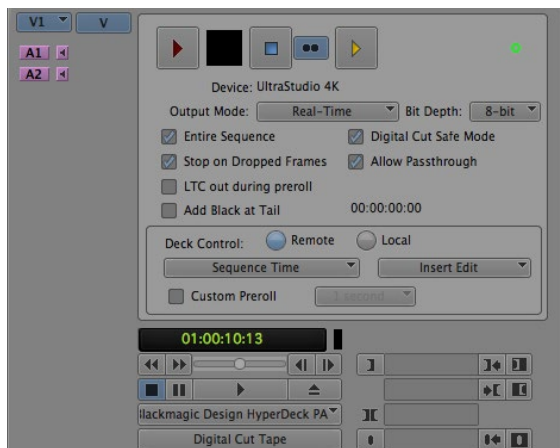 V1 V
A1
A2
Device: UltraStudio 4K
Output Mode: Real-Time Bit Depth: 8-bit
Entire Sequence Digital Cut Safe Mode
Stop on Dropped Frames Allow Passthrough
LTC out during preroll
Add Black at Tail 00:00:00:00
Deck Control: Remote Local
Sequence Time Insert Edit
Custom Preroll 1 second
01:00:10:13
lackmagic Design HyperDeck PA
Digital Cut Tape